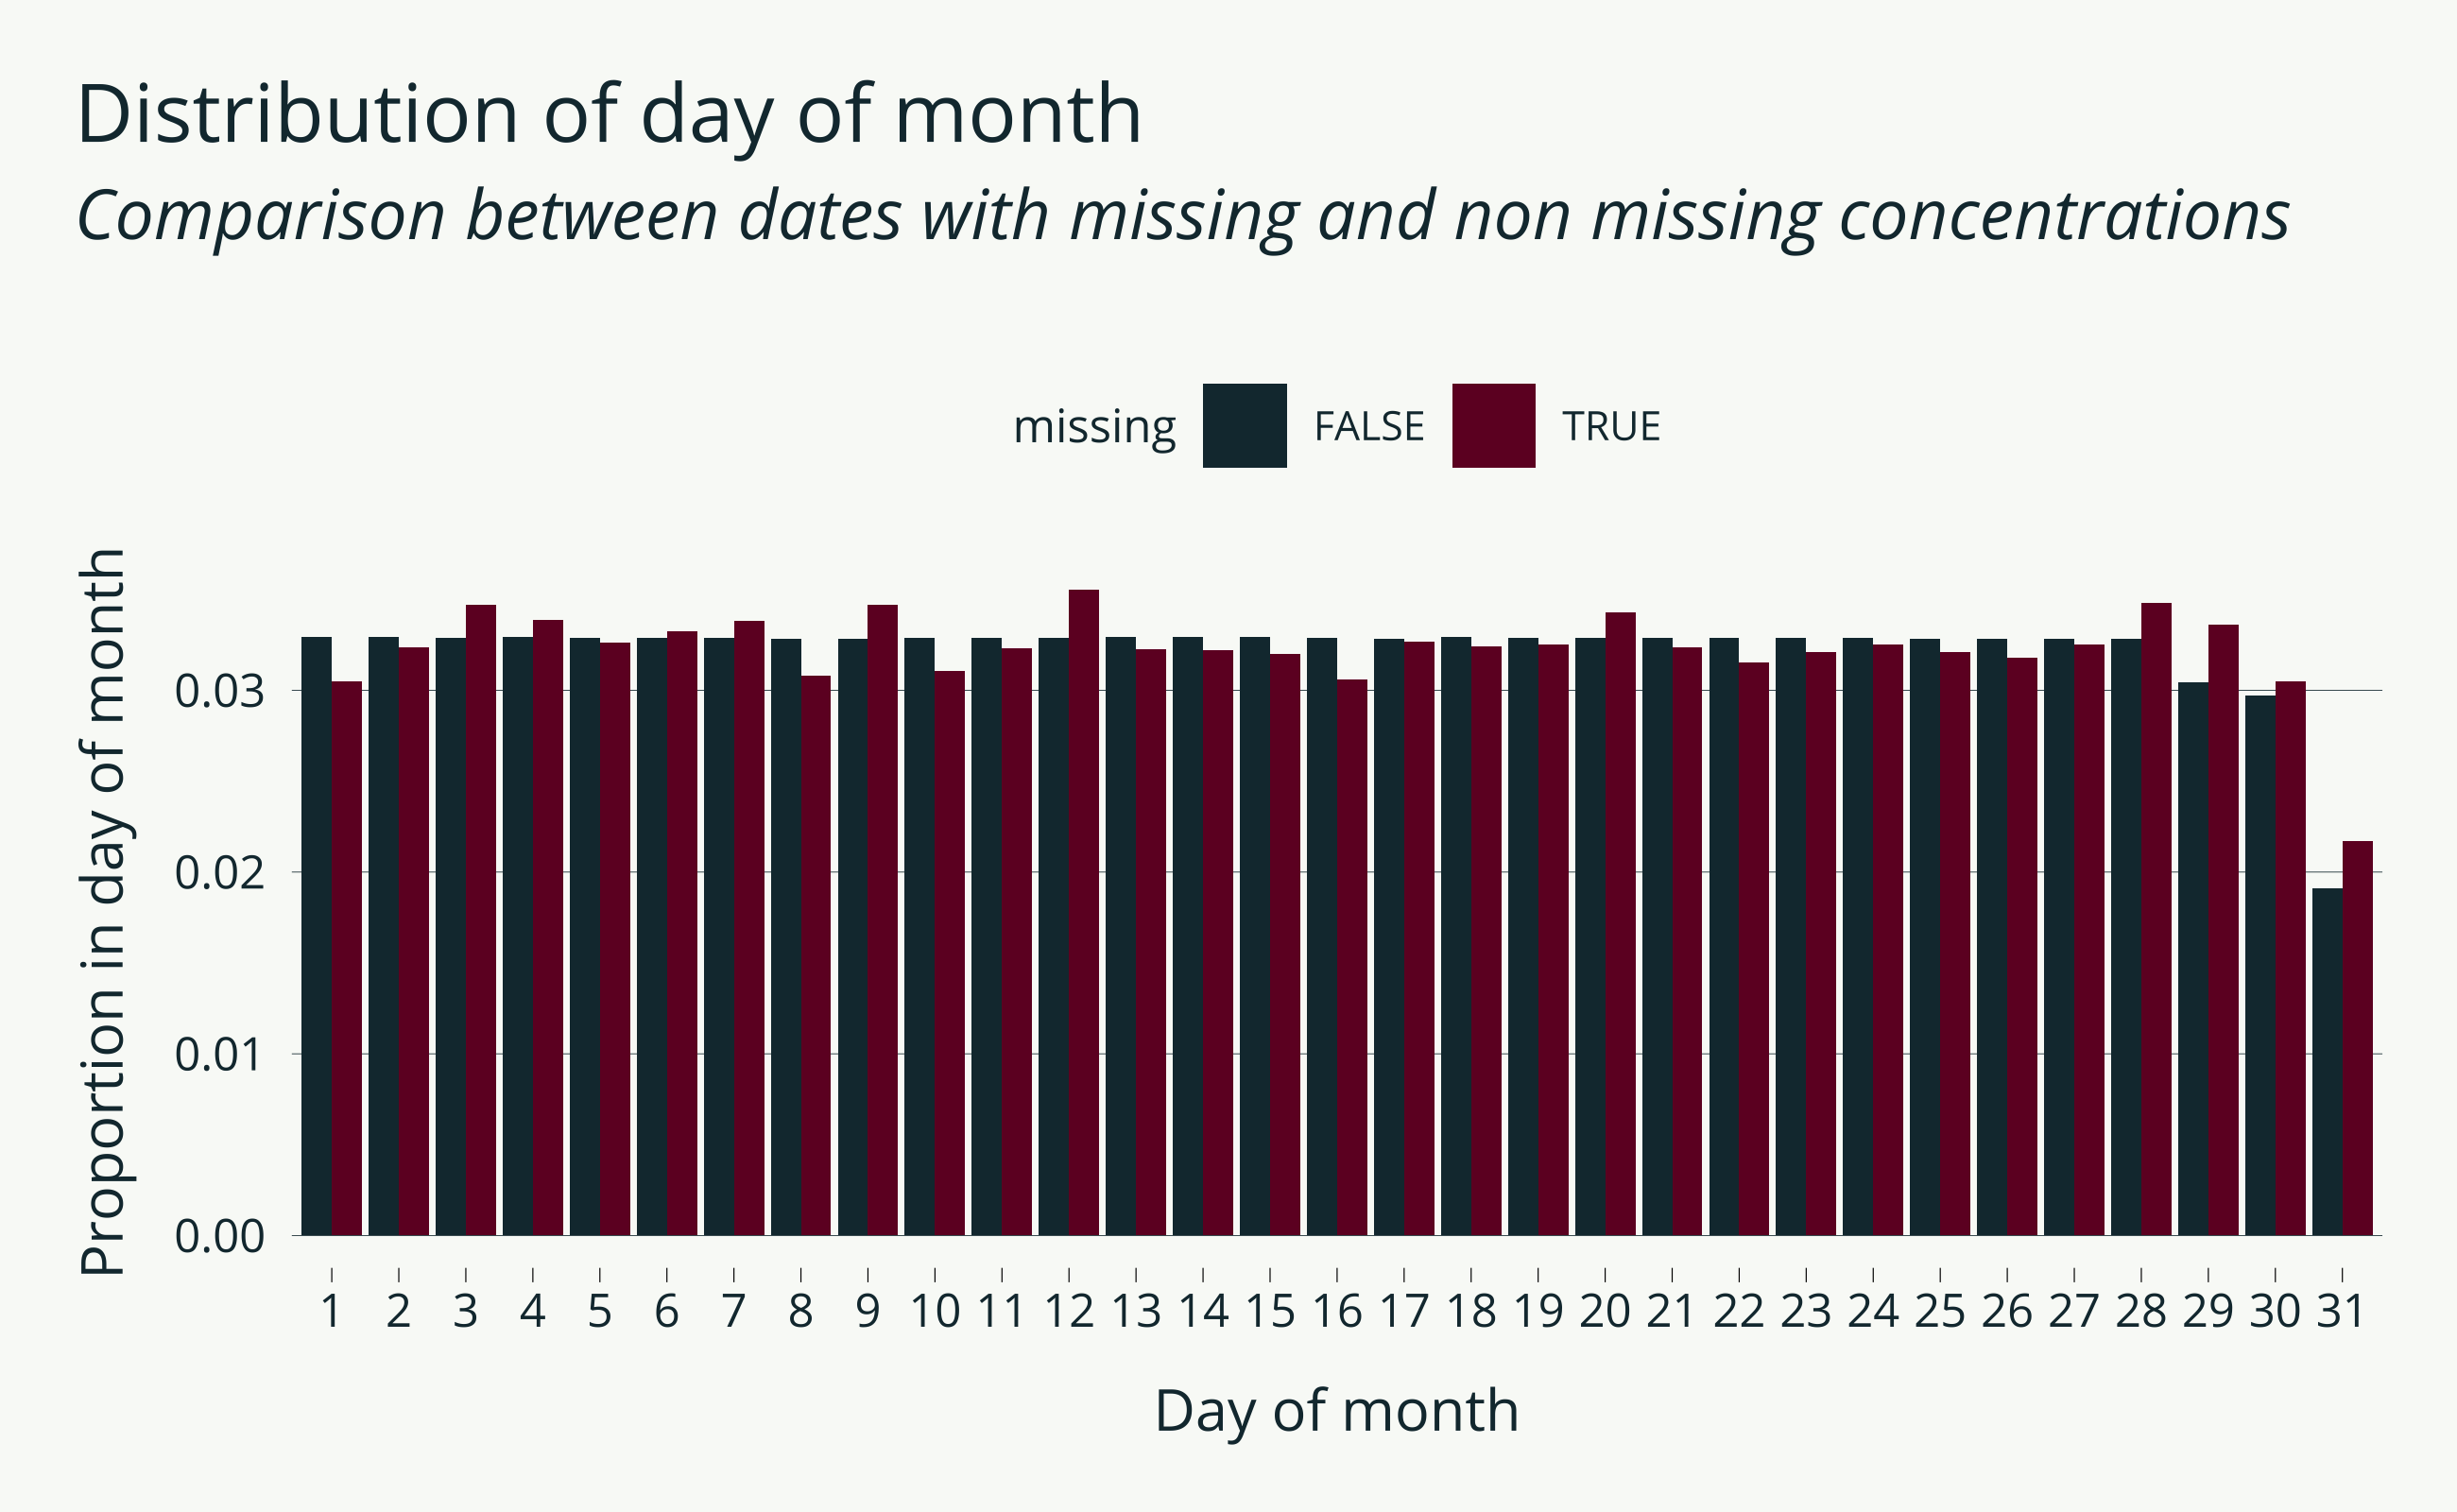 Distribution of day of month
Comparison between dates with missing and non missing concentrations
missing FALSE TRUE
Proportion in day of month
0.03
0.02
0.01
0.00
1 2 3 4 5 6 7 8 9 10 11 12 13 14 15 16 17 18 19 20 21 22 23 24 25 26 27 28 29 30 31
Day of month